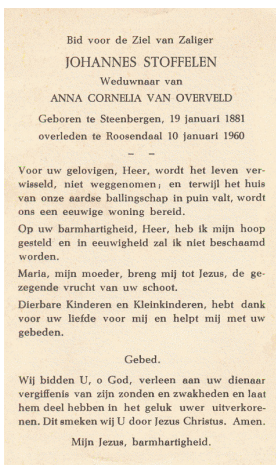 Bid voor de Ziel van Zaliger
JOHANNES STOFFELEN
Weduwnaar van
ANNA CORNELIA VAN OVERVELD
Geboren te Steenbergen, 19 januari 1881
overleden te Roosendaal 10 januari 1960
— —
Voor uw gelovigen, Heer, wordt het leven ver-
wisseld, niet weggenomen; en terwijl het huis
van onze aardse ballingschap in puin valt, wordt
ons een eeuwige woning bereid.
Op uw barmhartigheid, Heer, heb ik mijn hoop
gesteld en in eeuwigheid zal ik niet beschaamd
worden.
Maria, mijn moeder, breng mij tot Jezus, de ge-
zegende vrucht van uw schoot.
Dierbare Kinderen en Kleinkinderen, hebt dank
voor uw liefde voor mij en helpt mij met uw
gebeden.
Gebed.
Wij bidden U, o God, verleen aan uw dienaar
vergiffenis van zijn zonden en zwakheden en laat
hem deel hebben in het geluk uwer uitverkore-
nen. Dit smeken wij U door Jezus Christus. Amen.
Mijn Jezus, barmhartigheid.